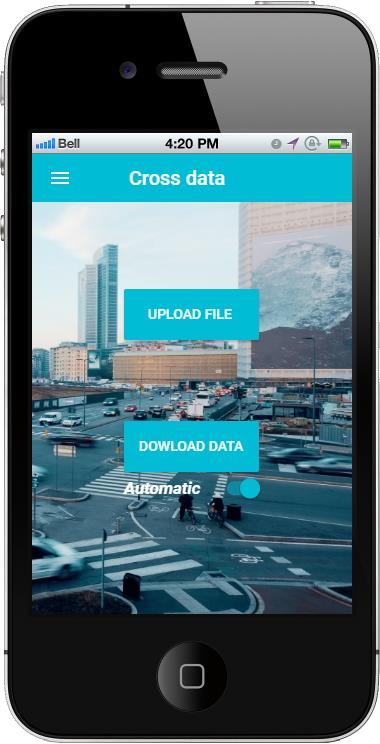 Bell 4:20 PM
Cross data
UPLOAD FILE
DOWLOAD DATA
Automatic